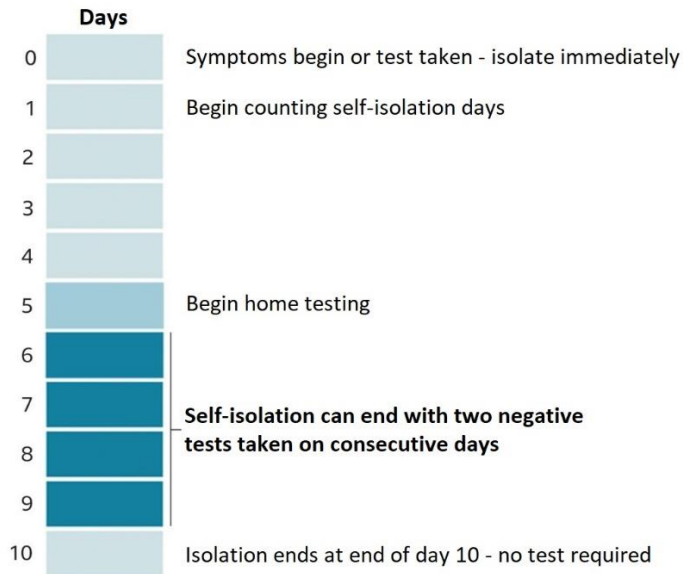 Days
0 Symptoms begin or test taken - isolate immediately
1 Begin counting self-isolation days
2
3
4
5 Begin home testing
6
7
Self-isolation can end with two negative
tests taken on consecutive days
8
9
10 Isolation ends at end of day 10 - no test required